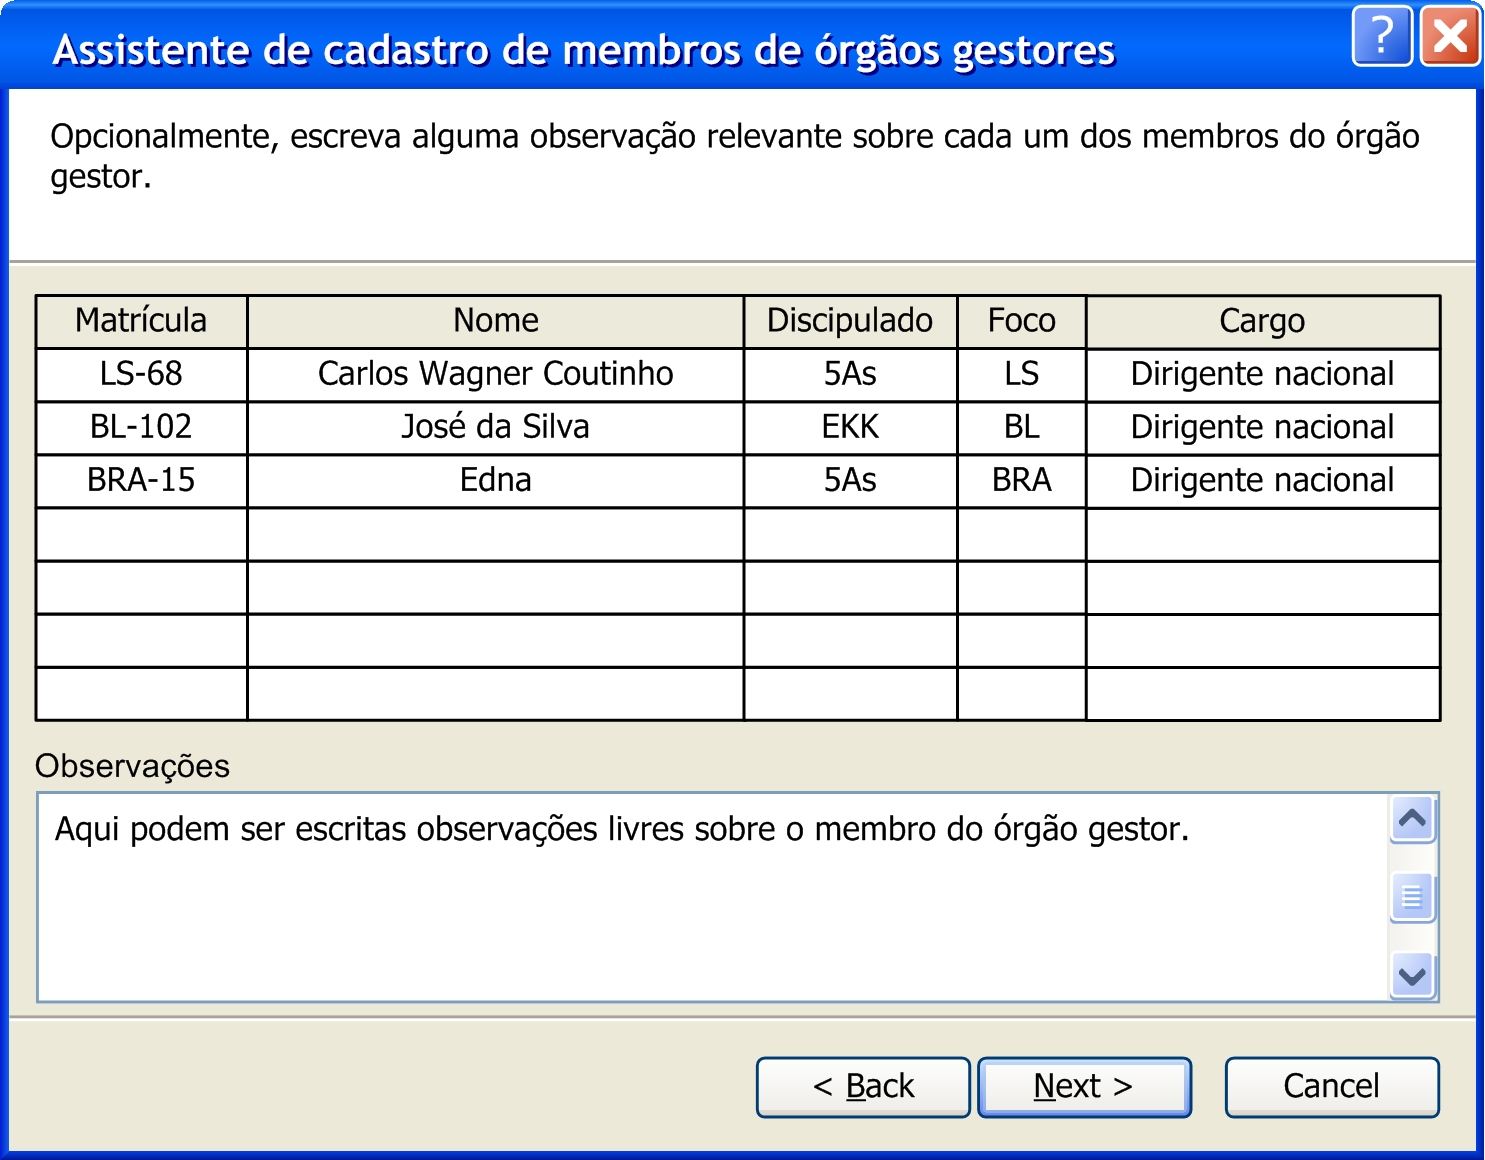 Assistente de cadastro de membros de órgãos gestores
?
Opcionalmente, escreva alguma observação relevante sobre cada um dos membros do órgão
gestor.
Matrícula Nome Discipulado Foco Cargo
LS-68 Carlos Wagner Coutinho 5As LS Dirigente nacional
BL-102 José da Silva EKK BL Dirigente nacional
BRA-15 Edna 5As BRA Dirigente nacional
Observações
Aqui podem ser escritas observações livres sobre o membro do órgão gestor.
< Back Next > Cancel